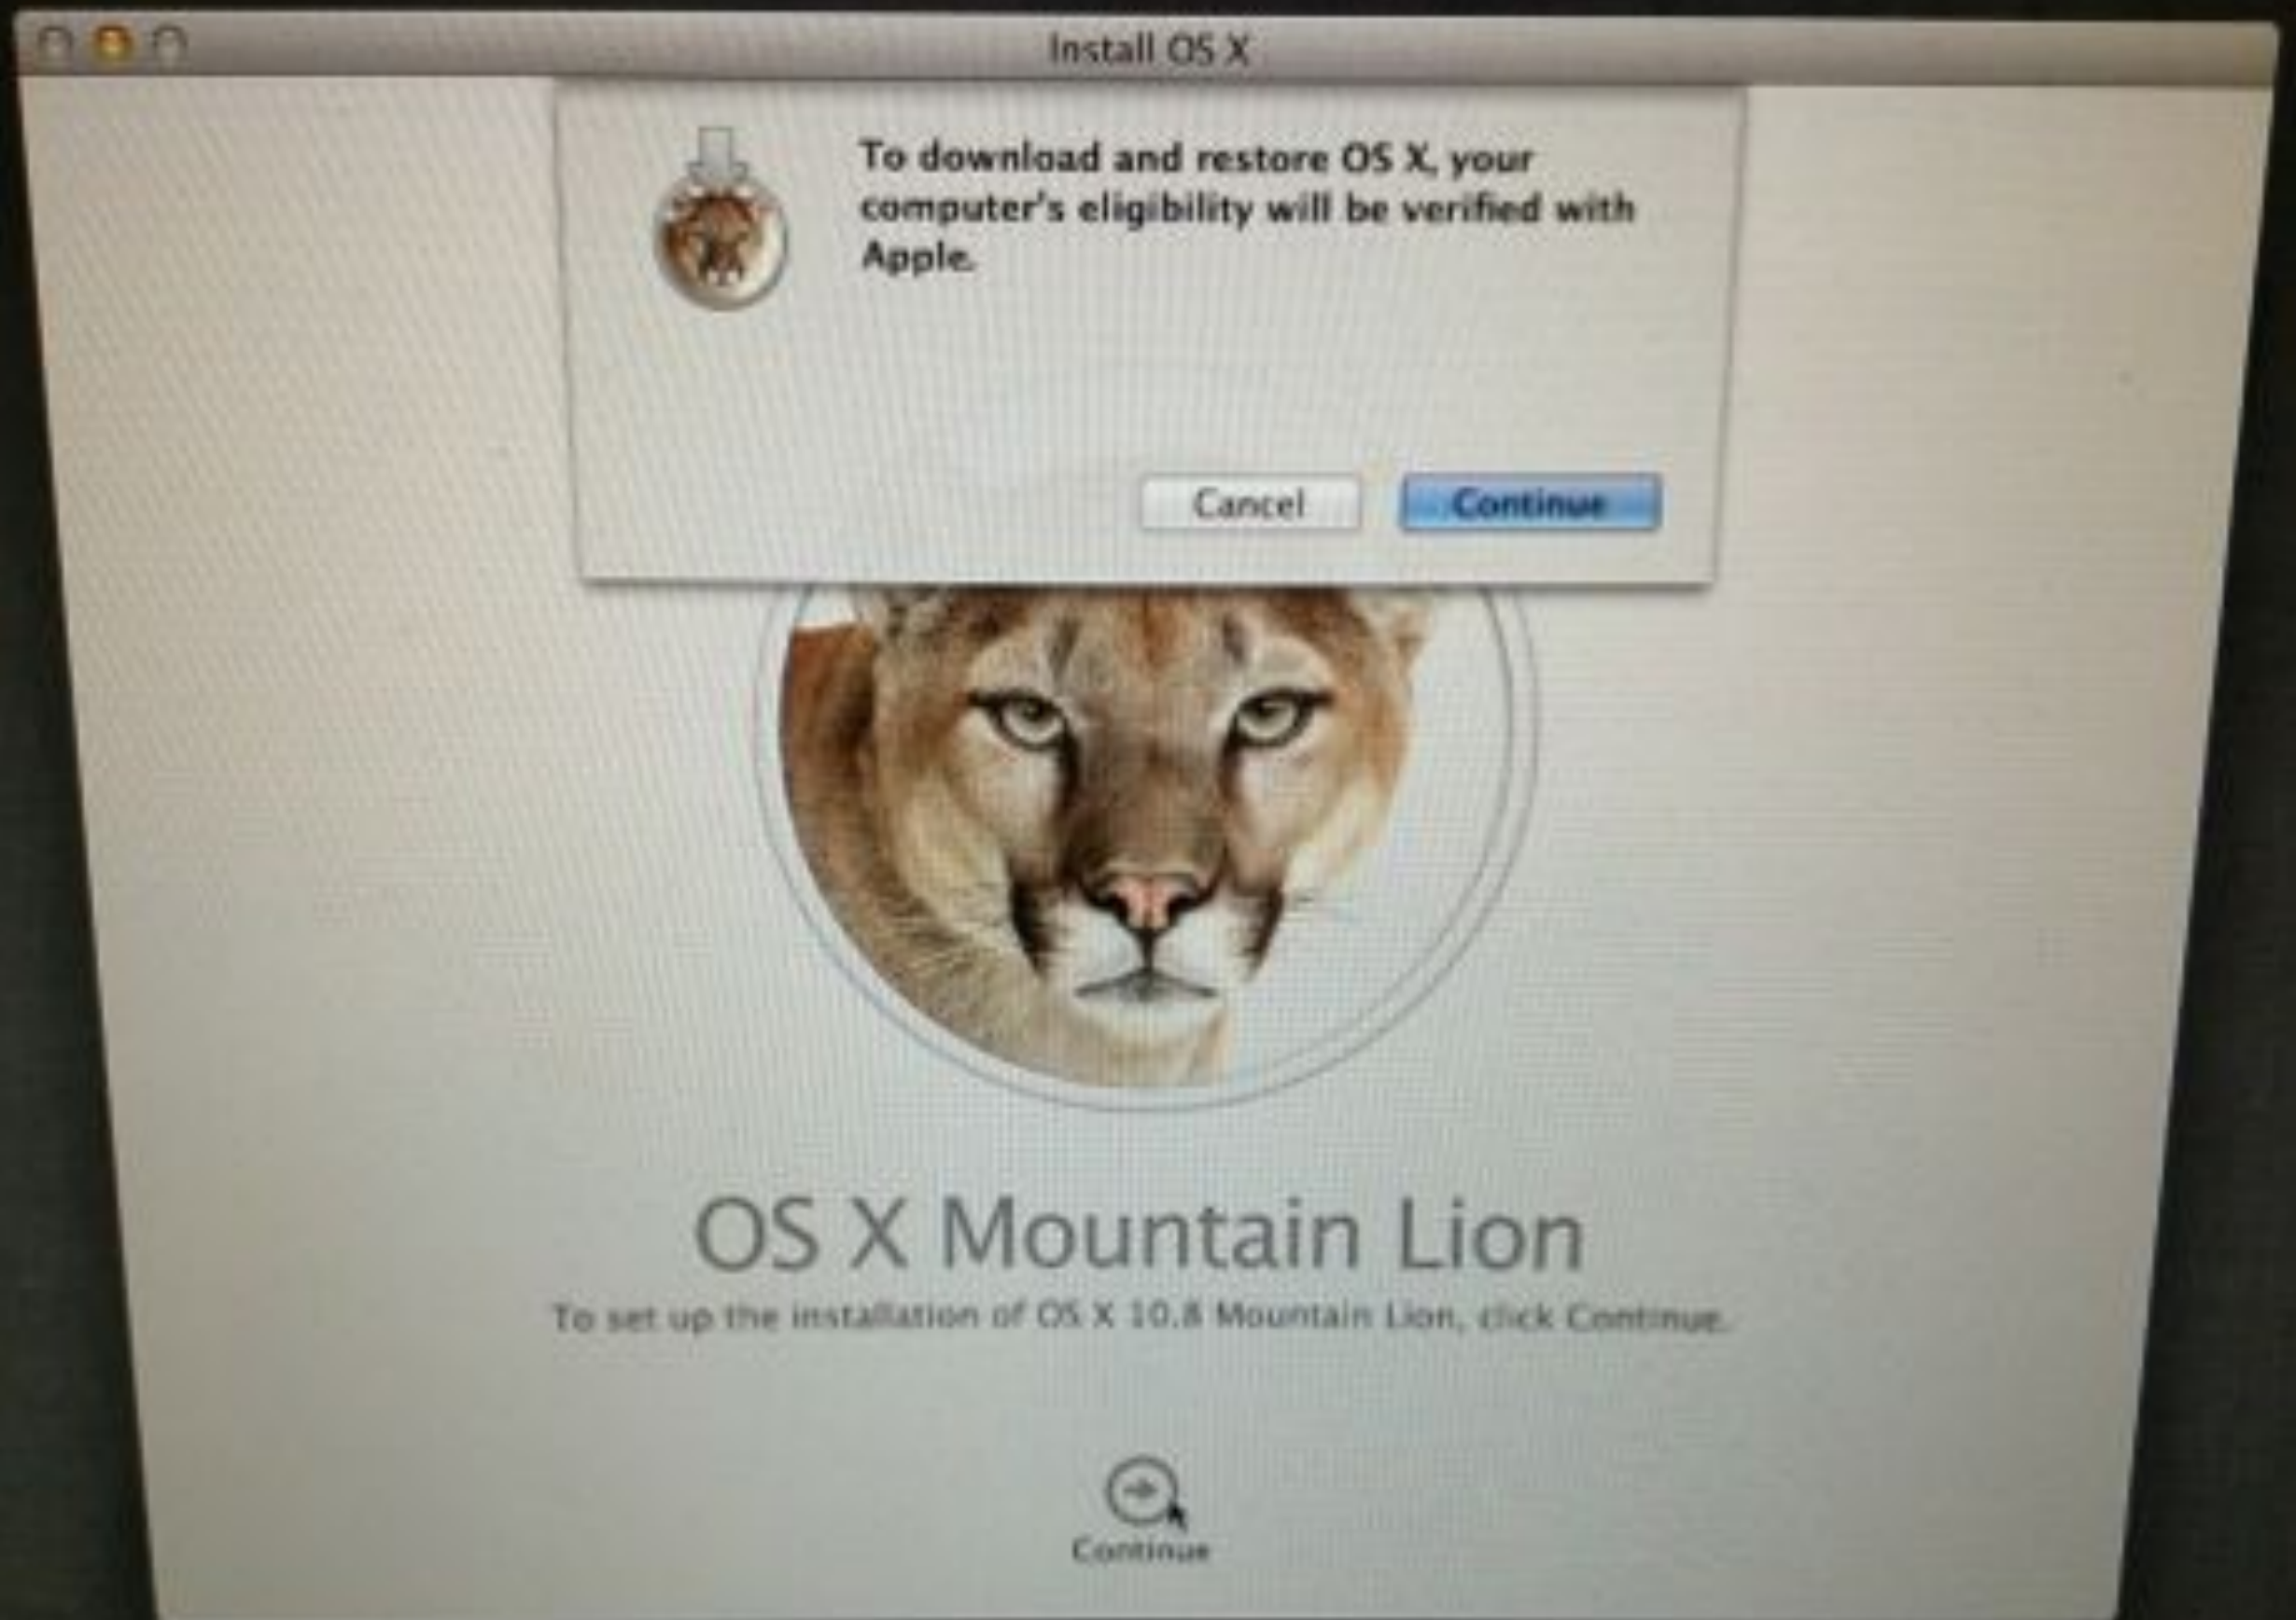 Install OS X
To download and restore OS X, your
computer's eligibility will be verified with
Apple.
Cancel
Continue
OS X Mountain Lion
To set up the installation of OS X 10.8 Mountain Lion, click Continue.
Continue